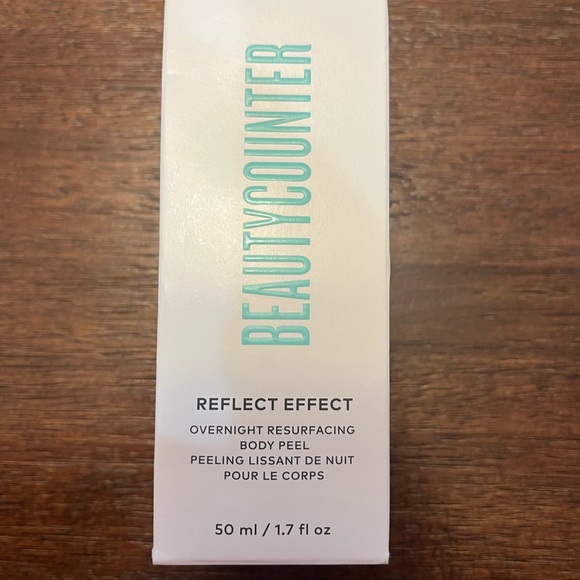 BEAUTYCOUNTER
REFLECT EFFECT
OVERNIGHT RESURFACING
BODY PEEL
PEELING LISSANT DE NUIT
POUR LE CORPS
50 ml / 1.7 fl oz